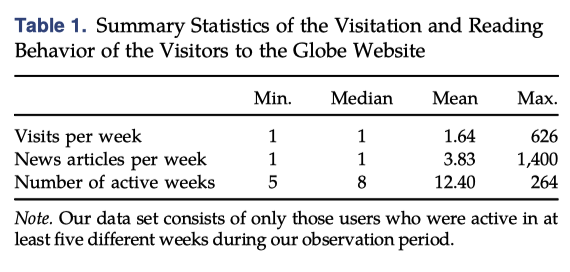 Table 1. Summary Statistics of the Visitation and Reading
Behavior of the Visitors to the Globe Website
Min. Median Mean Max.
Visits per week 1 1 1.64 626
News articles per week 1 1 3.83 1,400
Number of active weeks 5 8 12.40 264
Note. Our data set consists of only those users who were active in at
least five different weeks during our observation period.